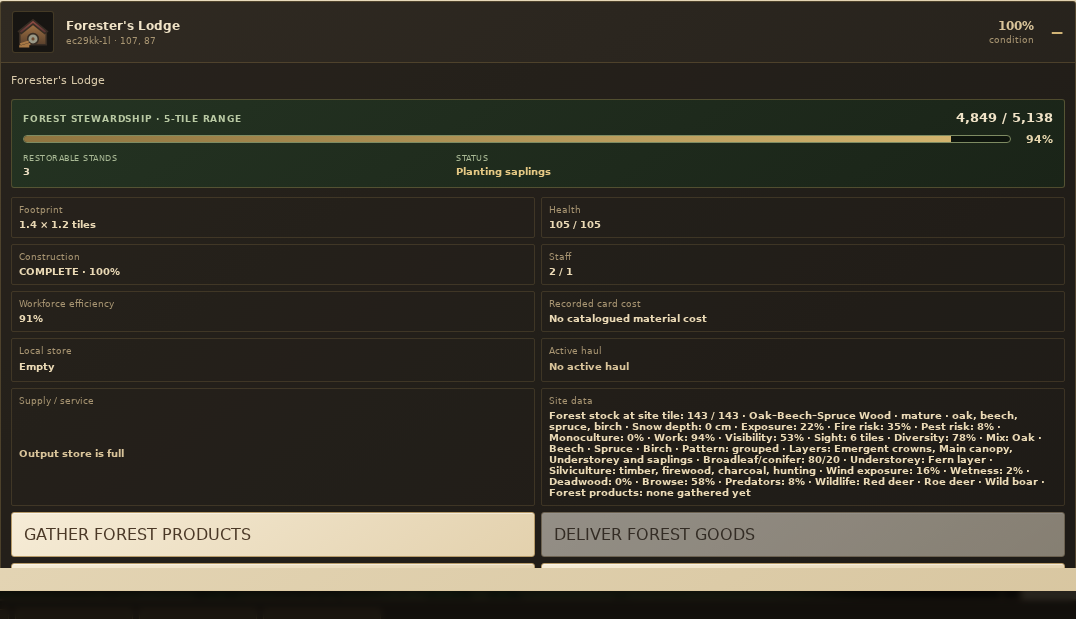 Forester's Lodge
ec29kk-1l · 107, 87
100%
condition
Forester's Lodge
FOREST STEWARDSHIP · 5-TILE RANGE
4,849 / 5,138
94%
RESTORABLE STANDS
3
STATUS
Planting saplings
Footprint
1.4 × 1.2 tiles
Health
105 / 105
Construction
COMPLETE · 100%
Staff
2 / 1
Workforce efficiency
91%
Recorded card cost
No catalogued material cost
Local store
Empty
Active haul
No active haul
Supply / service
Output store is full
Site data
Forest stock at site tile: 143 / 143 · Oak–Beech–Spruce Wood · mature · oak, beech,
spruce, birch · Snow depth: 0 cm · Exposure: 22% · Fire risk: 35% · Pest risk: 8% ·
Monoculture: 0% · Work: 94% · Visibility: 53% · Sight: 6 tiles · Diversity: 78% · Mix: Oak ·
Beech · Spruce · Birch · Pattern: grouped · Layers: Emergent crowns, Main canopy,
Understorey and saplings · Broadleaf/conifer: 80/20 · Understorey: Fern layer ·
Silviculture: timber, firewood, charcoal, hunting · Wind exposure: 16% · Wetness: 2% ·
Deadwood: 0% · Browse: 58% · Predators: 8% · Wildlife: Red deer · Roe deer · Wild boar ·
Forest products: none gathered yet
GATHER FOREST PRODUCTS
DELIVER FOREST GOODS